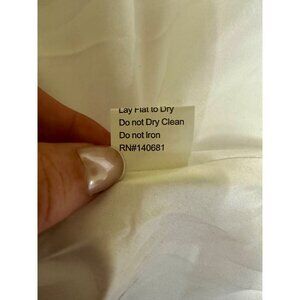 Lay Flat to Dry
Do not Dry Clean
Do not Iron
RN#140681